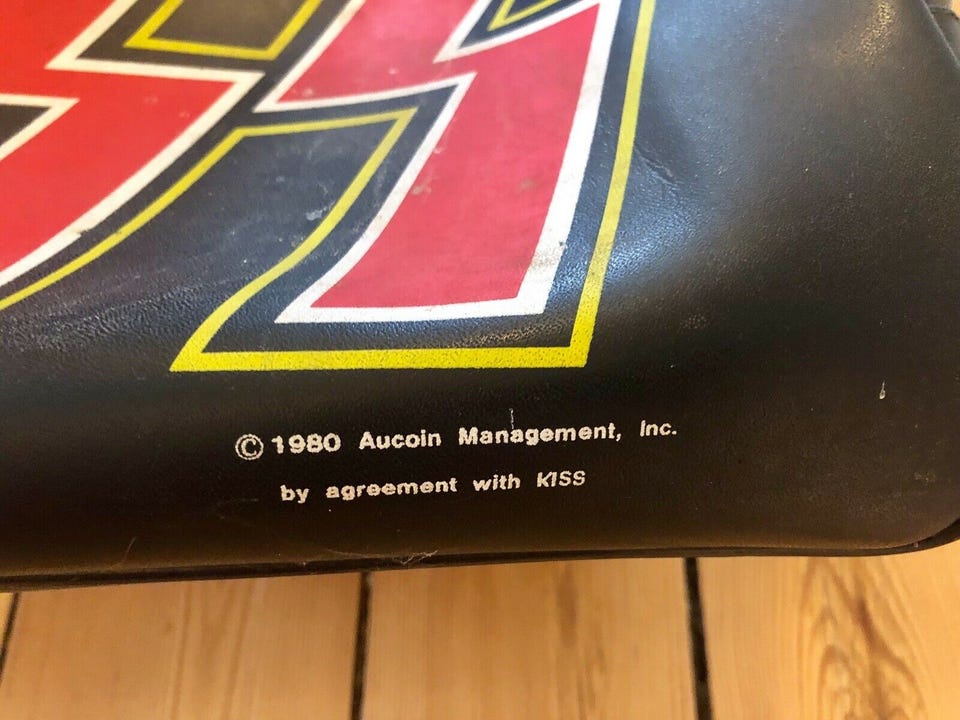 © 1980 Aucoin Management, Inc.
by agreement with KISS